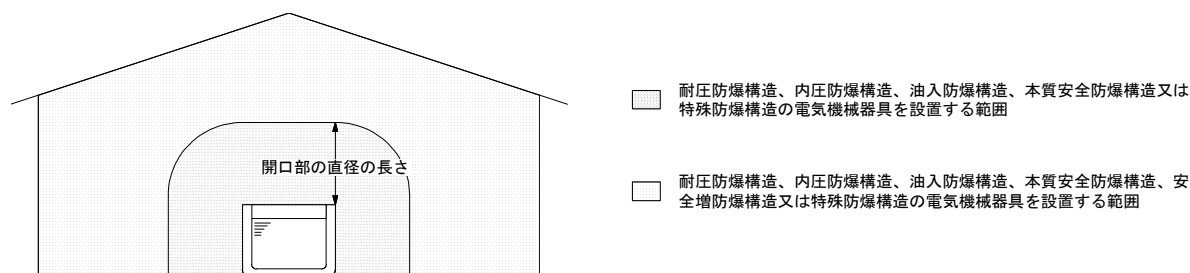 開口部の直径の長さ
耐圧防爆構造、内圧防爆構造、油入防爆構造、本質安全防爆構造又は
特殊防爆構造の電気機械器具を設置する範囲
耐圧防爆構造、内圧防爆構造、油入防爆構造、本質安全防爆構造、安
全増防爆構造又は特殊防爆構造の電気機械器具を設置する範囲